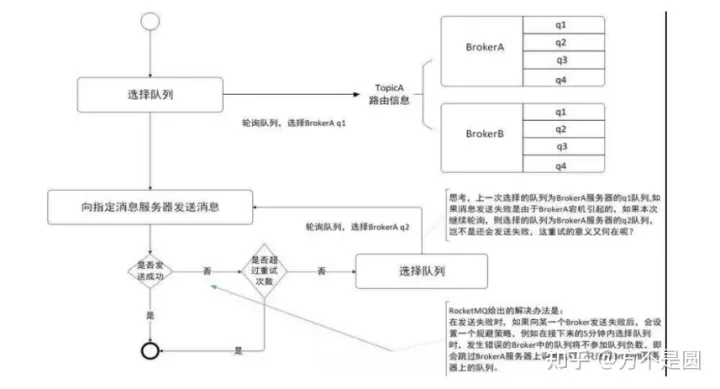 选择队列
轮询队列，选择BrokerA q1
TopicA
路由信息
BrokerA
q1
q2
q3
q4
BrokerB
q1
q2
q3
q4
向指定消息服务器发送消息
轮询队列，选择BrokerA q2
思考，上一次选择的队列为BrokerA服务器的q1队列,如
果消息发送失败是由于BrokerA宕机引起的，如果本次
继续轮询，则选择的队列为BrokerA服务器的q2队列，
岂不是还会发送失败，这重试的意义又何在呢？
是否发
送成功
否
是否超
过重试
次数
否
选择队列
是
是
RocketMQ给出的解决办法是：
在发送失败时，如果向某一个Broker发送失败后，会设
置一个规避策略，例如在接下来的5分钟内选择队列
时，发生错误的Broker中的队列将不参加队列负载，即
会跳过BrokerA服务器上
器上的队列。
知乎 @方不是圆